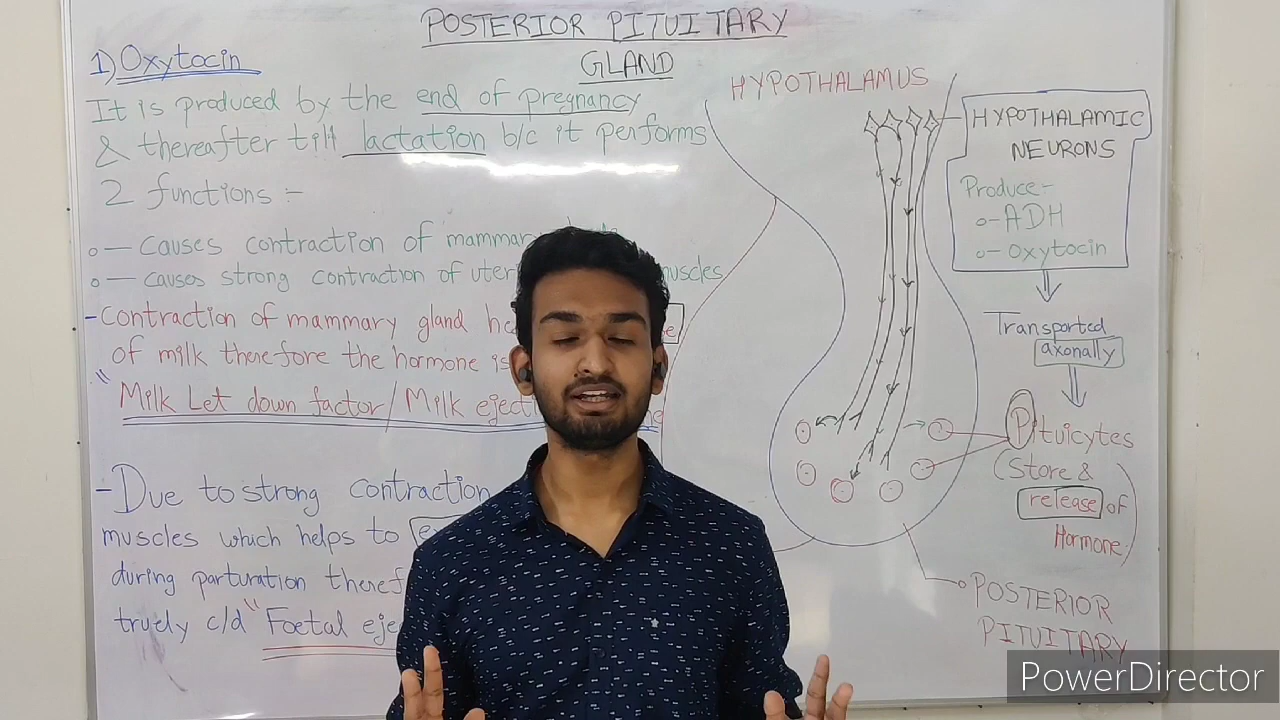 POSTERIOR PITUITARY
GLAND
1) Oxytocin
It is produced by the end of pregnancy
& thereafter till lactation b/c it performs
2 functions :-
o — causes contraction of mammar
o — causes strong contraction of uter muscles
- Contraction of mammary gland he
of milk therefore the hormone is
"Milk Let down factor/Milk eject
- Due to strong contraction
muscles which helps to
during parturation theref
truely c/d "Foetal eje
HYPOTHALAMUS
HYPOTHALAMIC
NEURONS
Produce-
o-ADH
o-Oxytocin
Transported
axonally
Pituicytes
(Store &
release of
Hormone.)
POSTERIOR
PITUITARY
PowerDirector